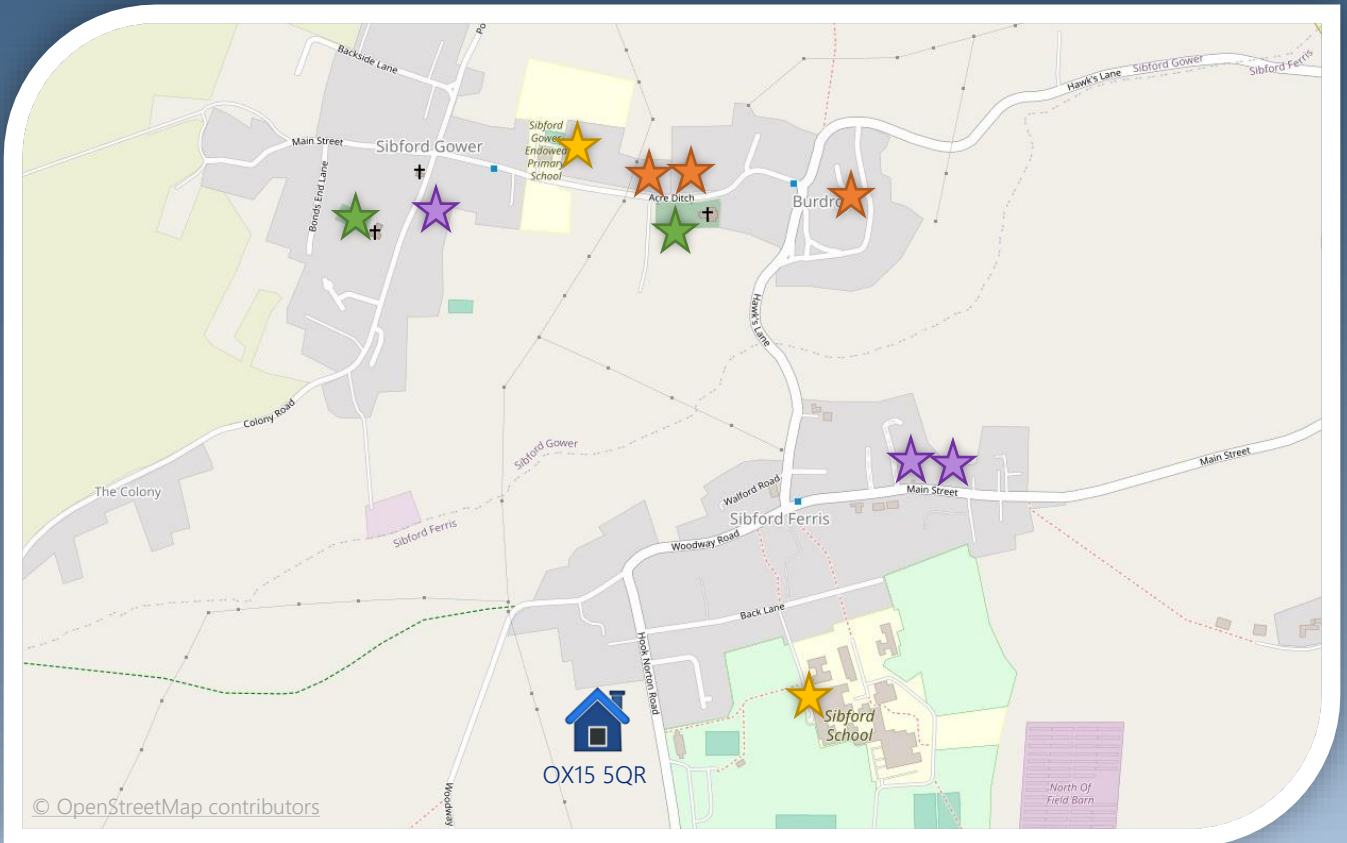 Po
Backside Lane
Sibford Gower
Sibford Ferris
Hawk's Lane
Main Street
Sibford Gower
Sibford
Gower
Endowed
Primary
School
Bonds End Lane
Acre Ditch
Burdro
Hawk's Lane
Colony Road
Sibford Gower
The Colony
Sibford Ferris
Walford Road
Main Street
Main Street
Sibford Ferris
Woodway Road
Back Lane
Hook Norton Road
Sibford
School
OX15 5QR
Woodway
North Of
Field Barn
© OpenStreetMap contributors